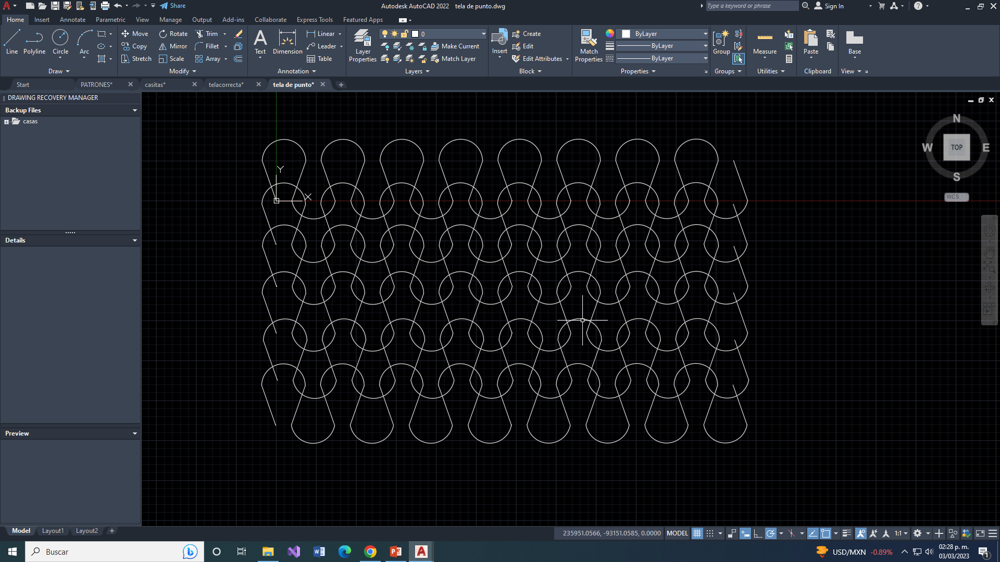 Share
Autodesk AutoCAD 2022 tela de punto.dwg
Type a keyword or phrase
Sign In
Home Insert Annotate Parametric View Manage Output Add-ins Collaborate Express Tools Featured Apps
Line Polyline Circle Arc
Move Rotate Trim
Copy Mirror Fillet
Stretch Scale Array
Text Dimension
Linear
Leader
Table
Layer Properties
0
Make Current
Match Layer
Insert
Create
Edit
Edit Attributes
Match Properties
ByLayer
ByLayer
ByLayer
Group
Measure
Paste
Base
Draw Modify Annotation Layers Block Properties Groups Utilities Clipboard View
Start PATRONES* casitas* telacorrecta* tela de punto*
DRAWING RECOVERY MANAGER
Backup Files
casas
Details
Preview
Y
X
N
W TOP E
S
WCS
Model Layout1 Layout2
235951.0566, -93151.0585, 0.0000 MODEL 1:1
Buscar
USD/MXN -0.89%
02:28 p. m.
03/03/2023
1